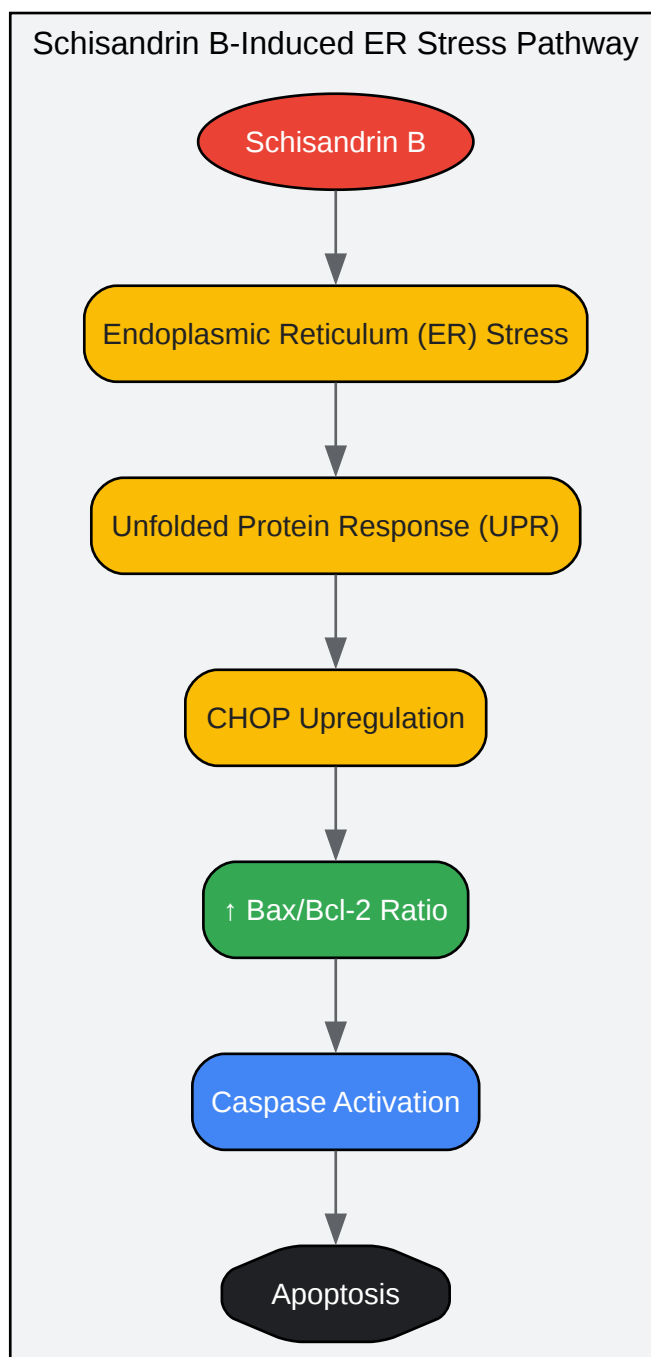 Schisandrin B-Induced ER Stress Pathway
Schisandrin B
Endoplasmic Reticulum (ER) Stress
Unfolded Protein Response (UPR)
CHOP Upregulation
↑ Bax/Bcl-2 Ratio
Caspase Activation
Apoptosis